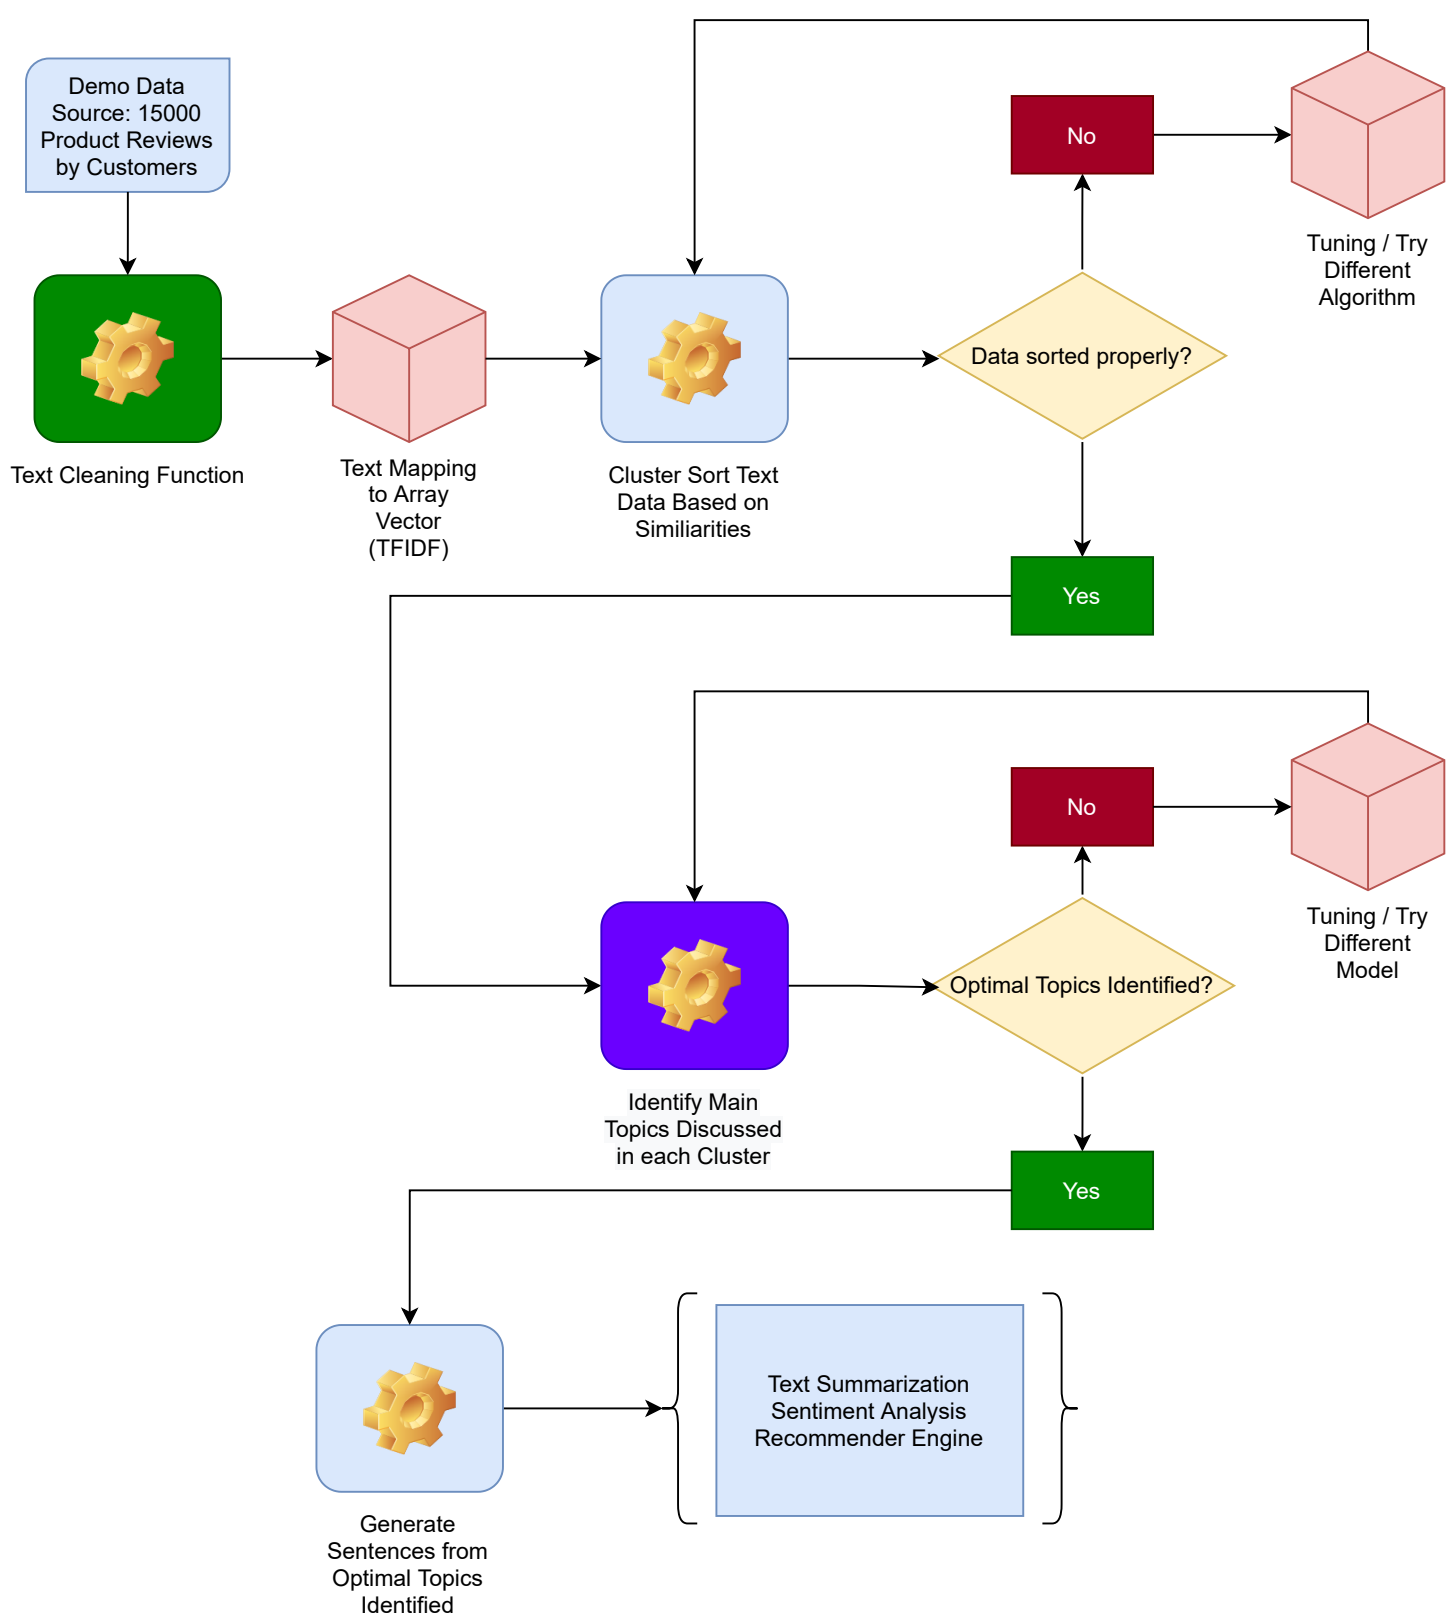 Demo Data
Source: 15000
Product Reviews
by Customers
No
Tuning / Try
Different
Algorithm
Data sorted properly?
Text Cleaning Function
Text Mapping
to Array
Vector
(TFIDF)
Cluster Sort Text
Data Based on
Similiarities
Yes
No
Tuning / Try
Different
Model
Optimal Topics Identified?
Identify Main
Topics Discussed
in each Cluster
Yes
Text Summarization
Sentiment Analysis
Recommender Engine
Generate
Sentences from
Optimal Topics
Identified